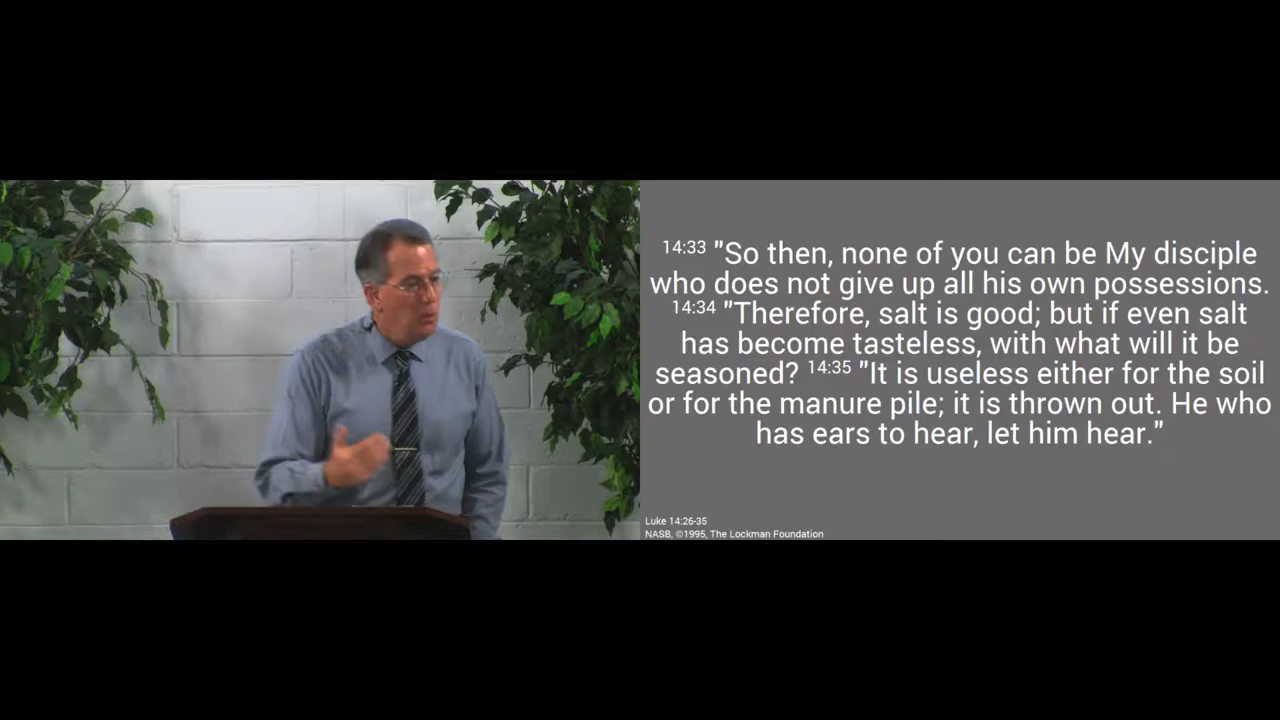 14:33 "So then, none of you can be My disciple
who does not give up all his own possessions.
14:34 "Therefore, salt is good; but if even salt
has become tasteless, with what will it be
seasoned? 14:35 "It is useless either for the soil
or for the manure pile; it is thrown out. He who
has ears to hear, let him hear."
Luke 14:26-35
NASB, ©1995, The Lockman Foundation